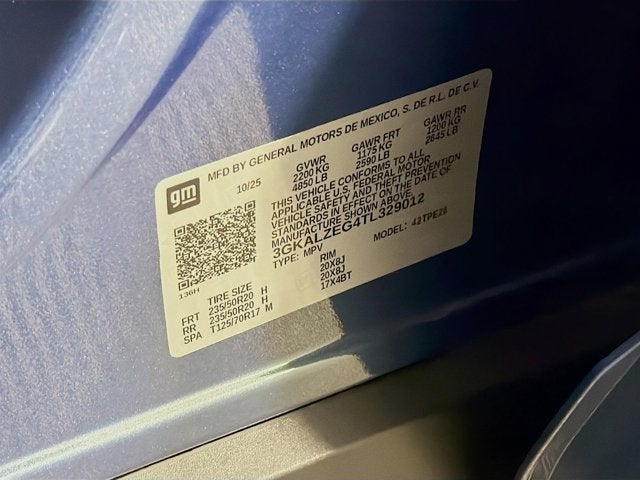 gm
MFD BY GENERAL MOTORS DE MEXICO, S. DE R.L. DE C.V.
10/25 GVWR GAWR FRT GAWR RR
2200 KG 1175 KG 1200 KG
4850 LB 2590 LB 2645 LB
THIS VEHICLE CONFORMS TO ALL
APPLICABLE U.S. FEDERAL MOTOR
VEHICLE SAFETY AND THEFT PREVENTION
STANDARDS IN EFFECT ON THE DATE OF
MANUFACTURE SHOWN ABOVE.
3GKALZEG4TL329012
TYPE: MPV MODEL: 42TPE26
136H
TIRE SIZE RIM
FRT 235/50R20 H 20X8J
RR 235/50R20 H 20X8J
SPA T125/70R17 M 17X4BT